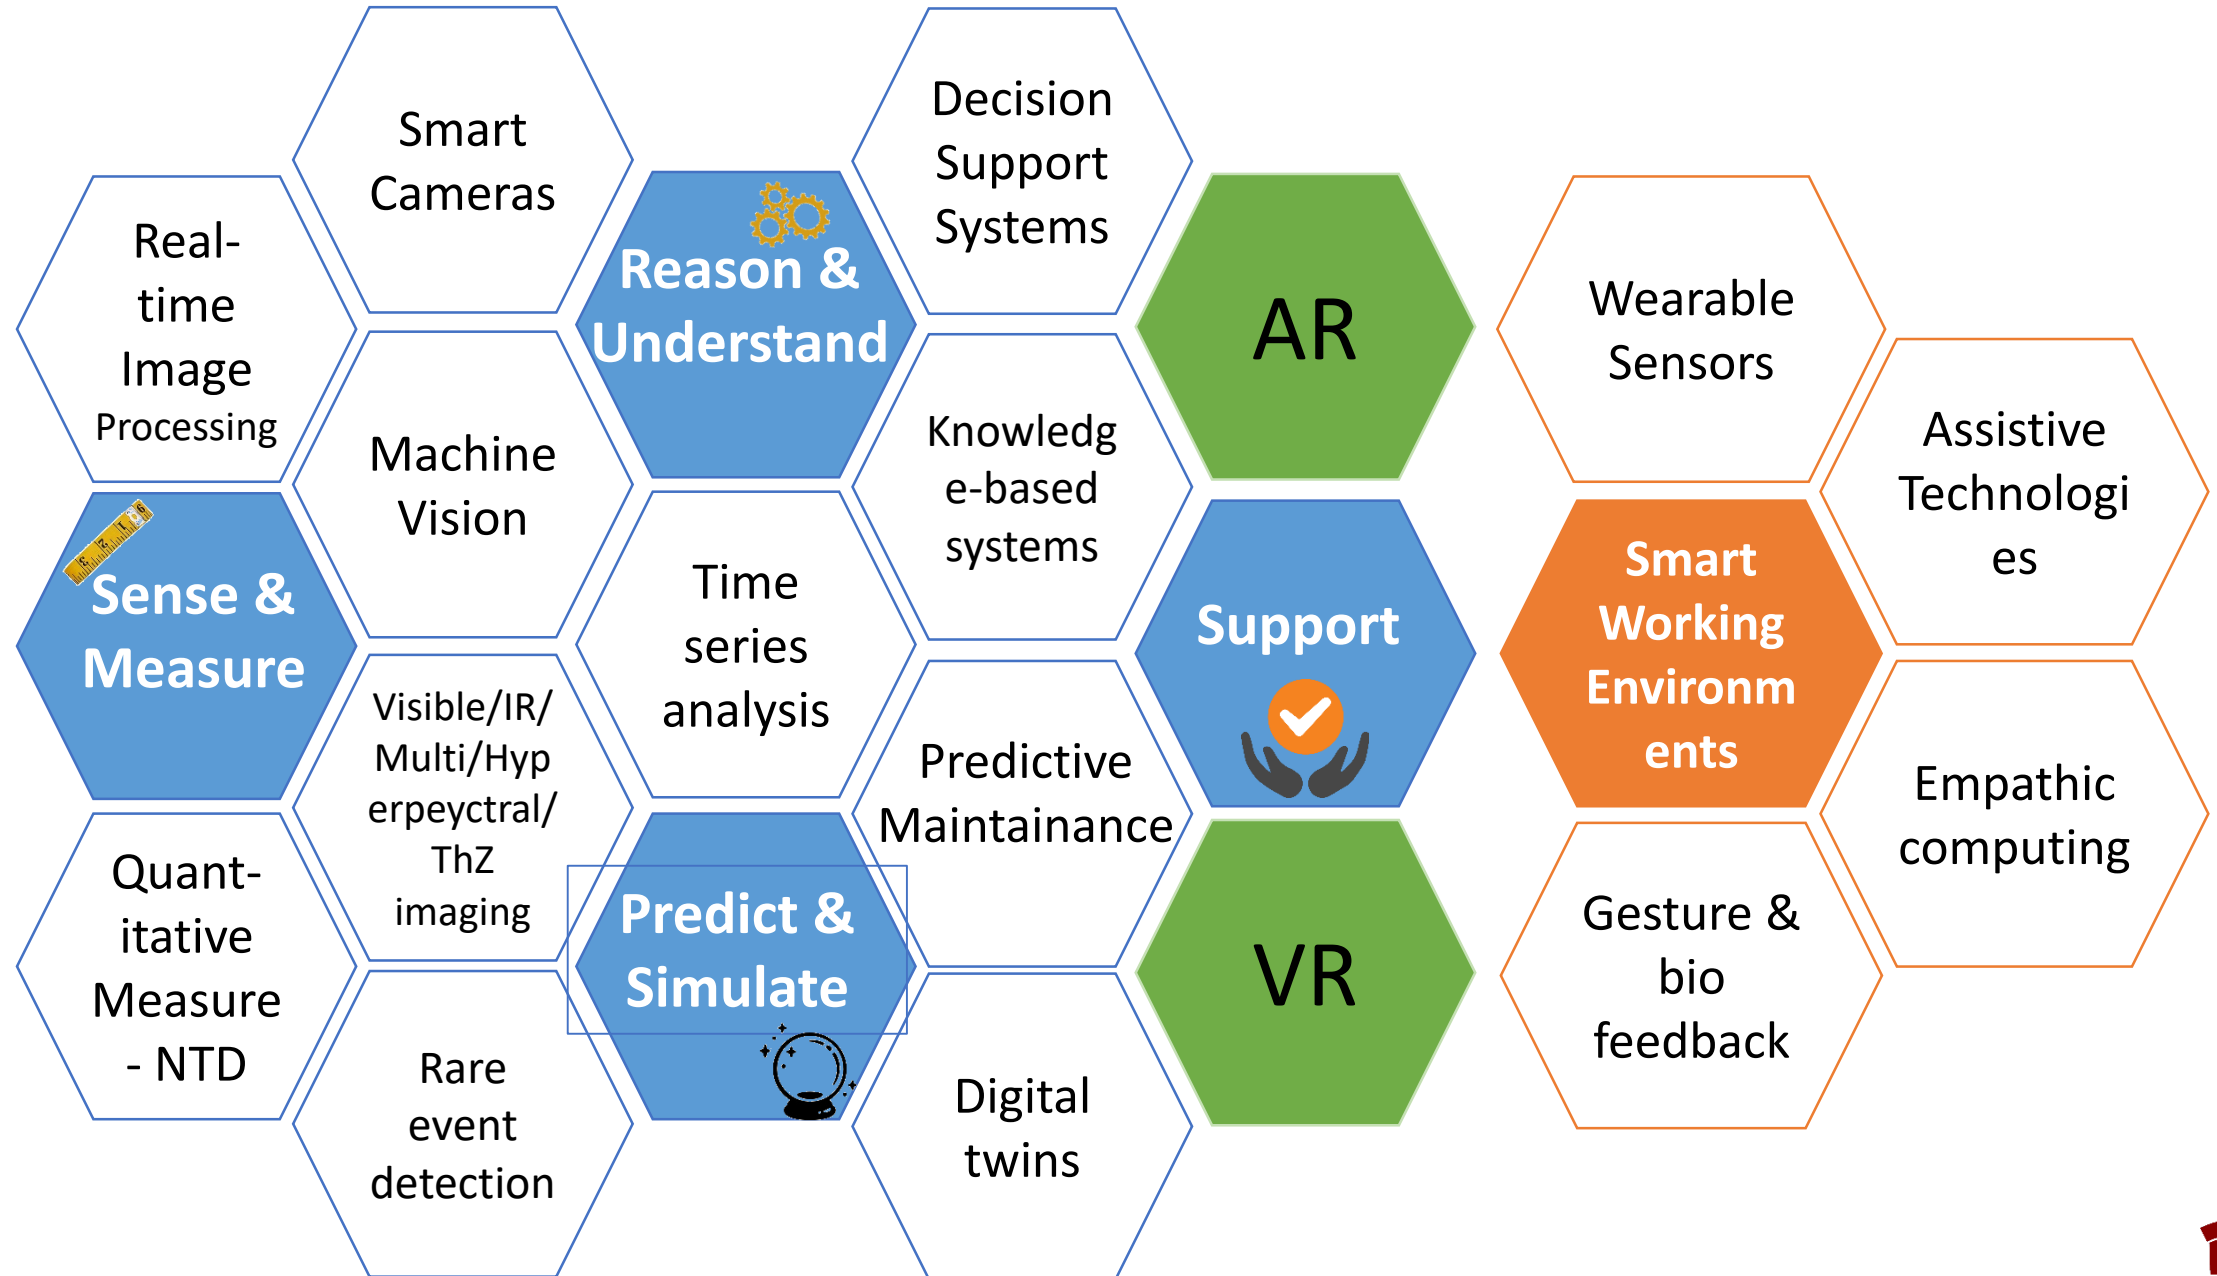 Smart
Cameras
Real-
time
Image
Processing
Reason &
Understand
Decision
Support
Systems
AR
Wearable
Sensors
Machine
Vision
Knowledg
e-based
systems
Assistive
Technologi
es
Sense &
Measure
Time
series
analysis
Support
Smart
Working
Environm
ents
Visible/IR/
Multi/Hyp
erpeyctral/
ThZ
imaging
Predictive
Maintainance
Empathic
computing
Quant-
itative
Measure
- NTD
Predict &
Simulate
VR
Gesture &
bio
feedback
Rare
event
detection
Digital
twins